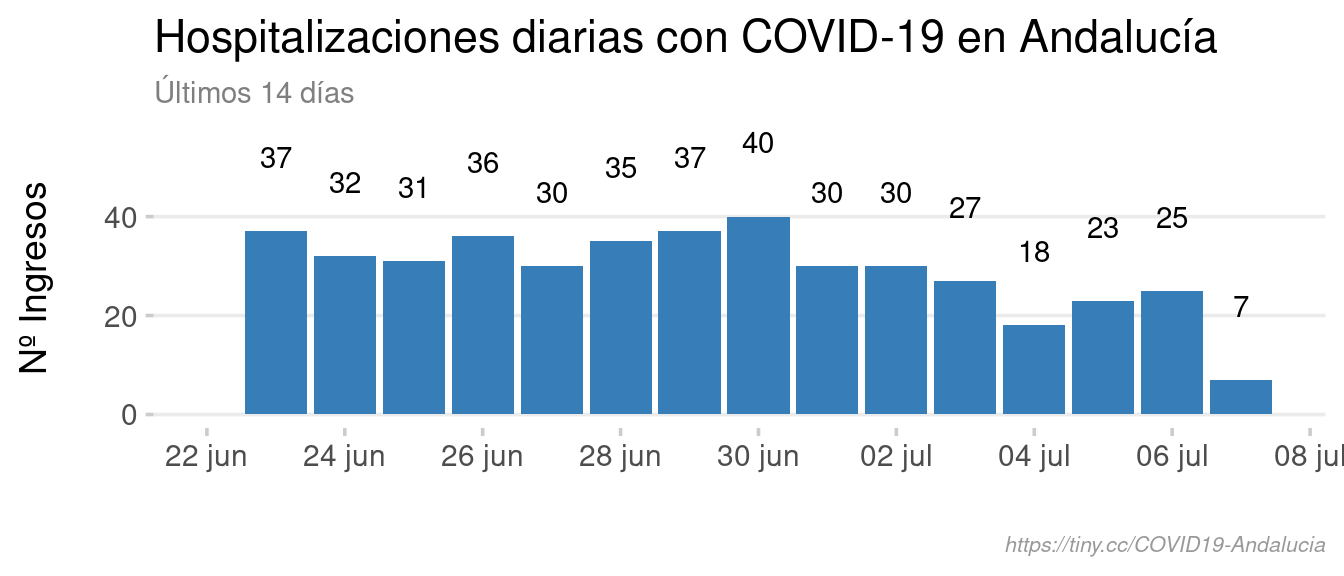 Hospitalizaciones diarias con COVID-19 en Andalucía
Últimos 14 días
Nº Ingresos
40
20
0
37
32
31
36
30
35
37
40
30
30
27
18
23
25
7
22 jun
24 jun
26 jun
28 jun
30 jun
02 jul
04 jul
06 jul
08 jul
https://tiny.cc/COVID19-Andalucia